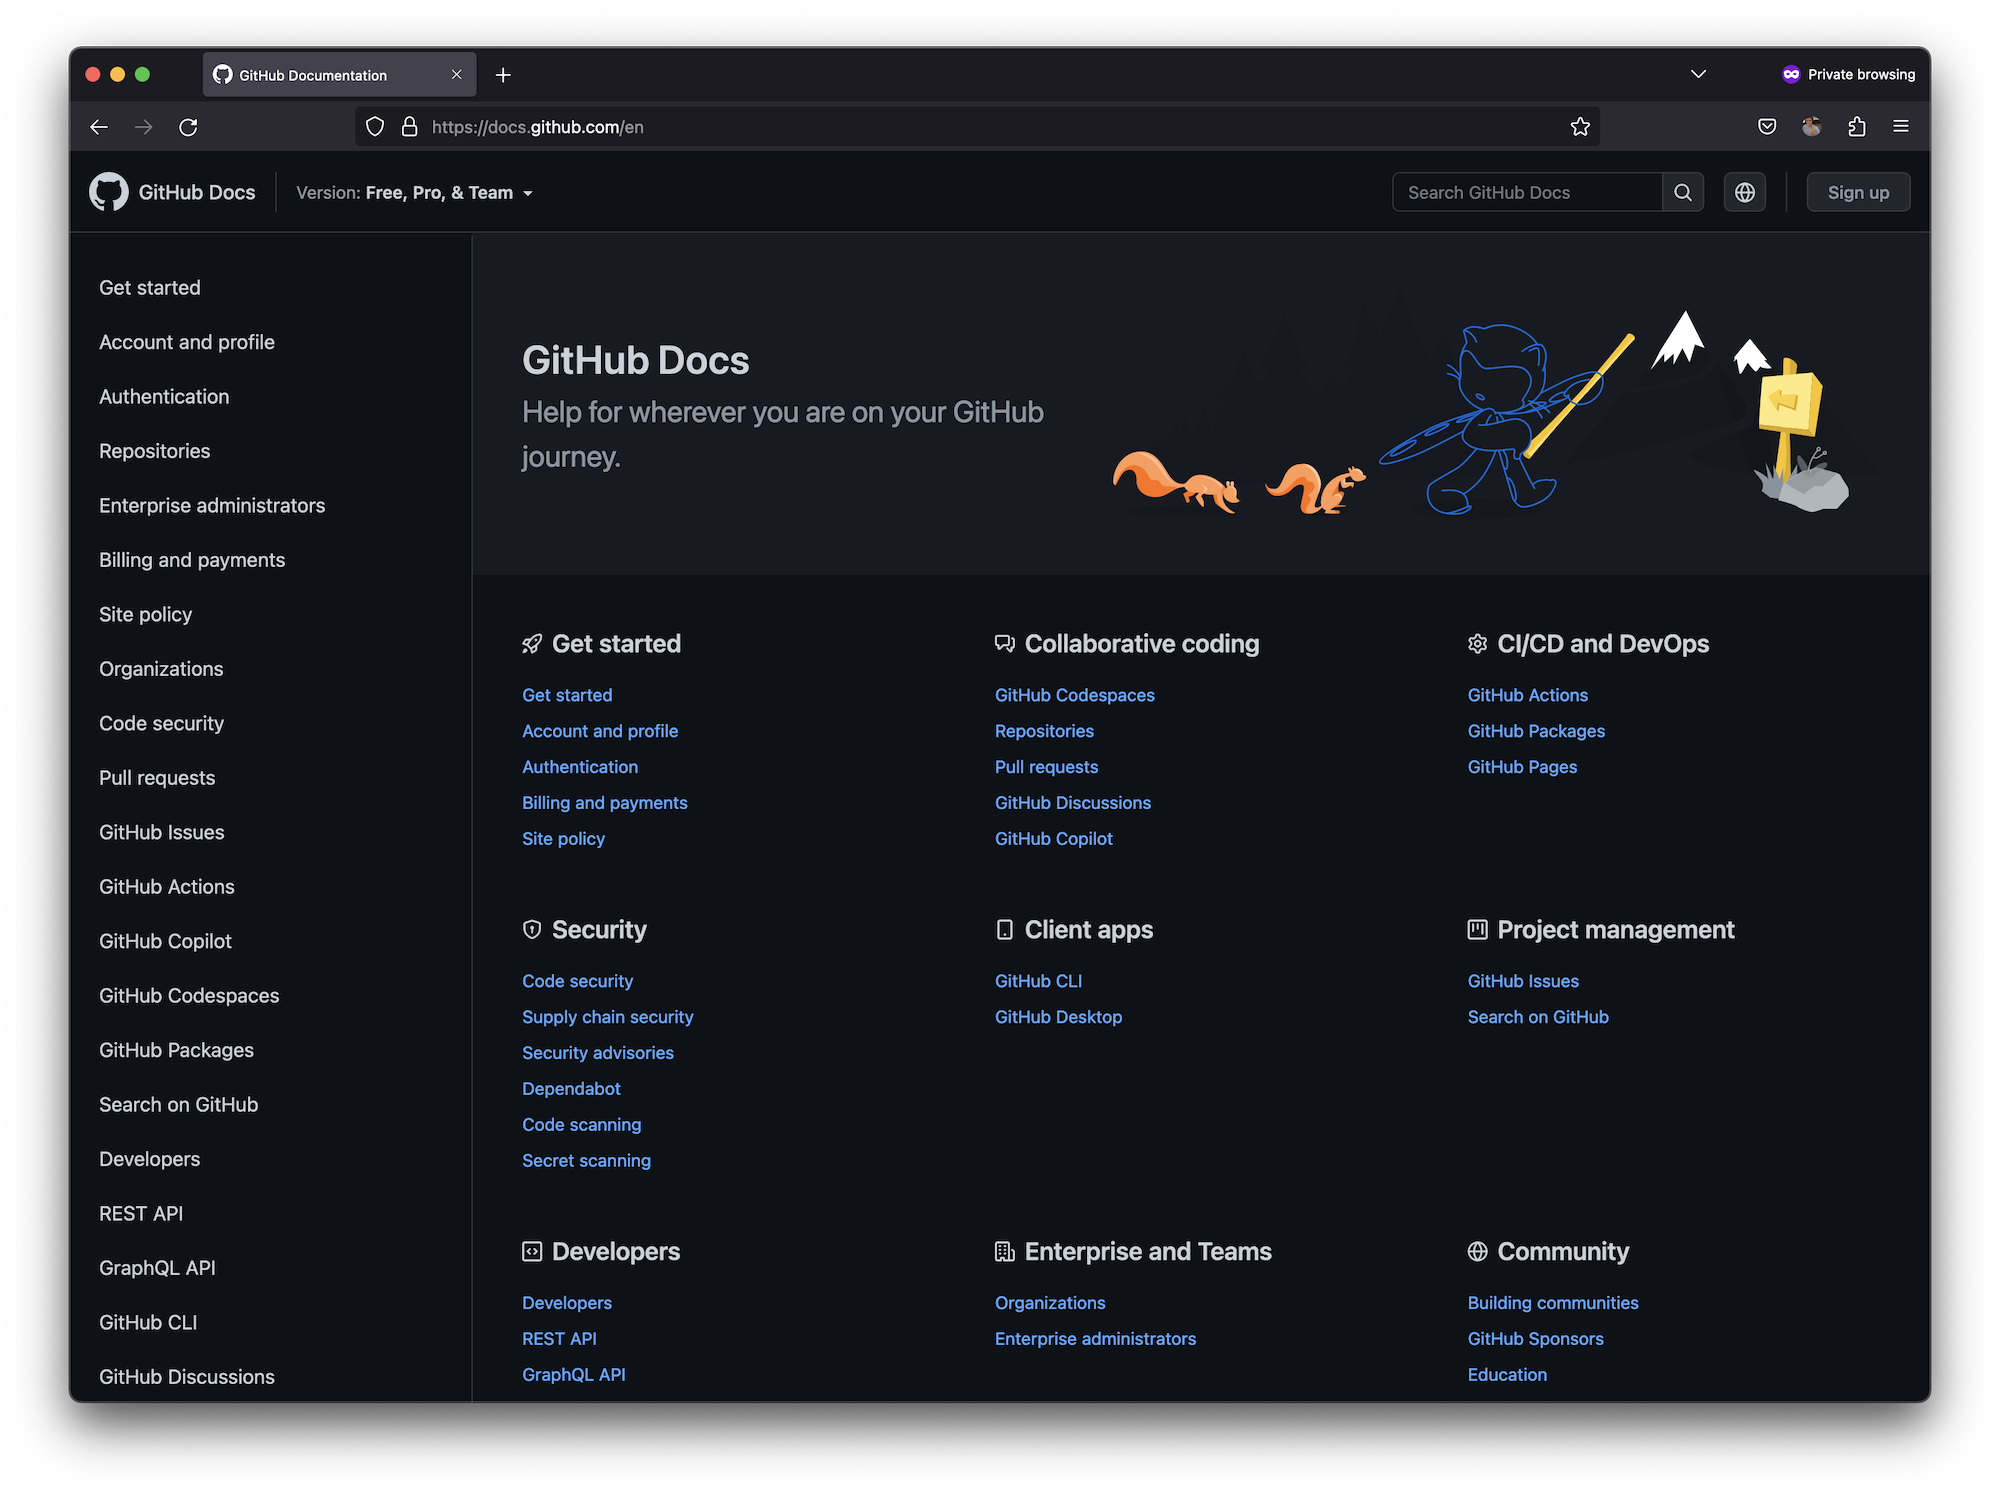 GitHub Documentation
Private browsing
https://docs.github.com/en
GitHub Docs
Version: Free, Pro, & Team
Search GitHub Docs
Sign up
Get started
Account and profile
Authentication
Repositories
Enterprise administrators
Billing and payments
Site policy
Organizations
Code security
Pull requests
GitHub Issues
GitHub Actions
GitHub Copilot
GitHub Codespaces
GitHub Packages
Search on GitHub
Developers
REST API
GraphQL API
GitHub CLI
GitHub Discussions
GitHub Docs
Help for wherever you are on your GitHub
journey.
Get started
Get started
Account and profile
Authentication
Billing and payments
Site policy
Collaborative coding
GitHub Codespaces
Repositories
Pull requests
GitHub Discussions
GitHub Copilot
CI/CD and DevOps
GitHub Actions
GitHub Packages
GitHub Pages
Security
Code security
Supply chain security
Security advisories
Dependabot
Code scanning
Secret scanning
Client apps
GitHub CLI
GitHub Desktop
Project management
GitHub Issues
Search on GitHub
Developers
Developers
REST API
GraphQL API
Enterprise and Teams
Organizations
Enterprise administrators
Community
Building communities
GitHub Sponsors
Education